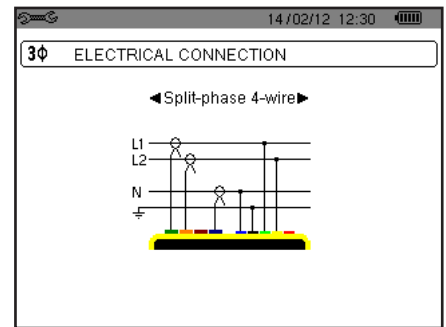 14/02/12 12:30
3Φ ELECTRICAL CONNECTION
◄Split-phase 4-wire►
L1
L2
N